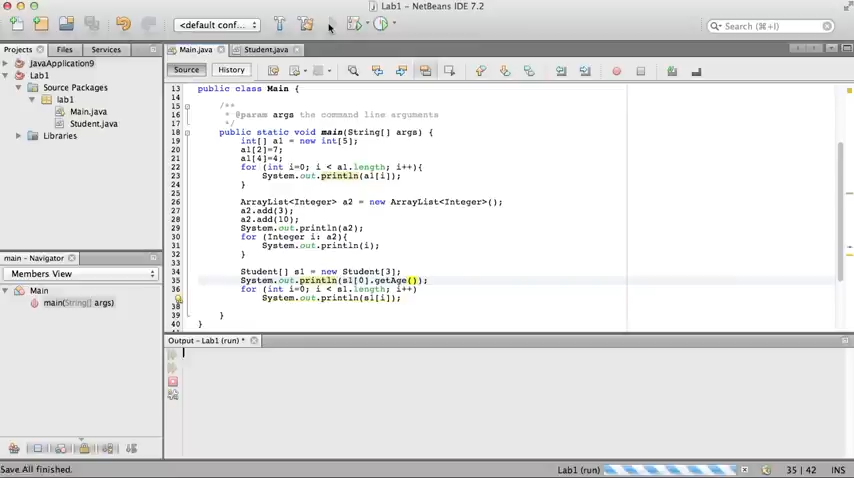 Lab1 - NetBeans IDE 7.2
<default conf...
Search (⌘+I)
Projects
Files
Services
Main.java
Student.java
JavaApplication9
Lab1
Source Packages
lab1
Main.java
Student.java
Libraries
Source
History
13 public class Main {
14
15 /**
16 * @param args the command line arguments
17 */
18 public static void main(String[] args) {
19 int[] a1 = new int[5];
20 a1[2]=7;
21 a1[4]=4;
22 for (int i=0; i < a1.length; i++){
23 System.out.println(a1[i]);
24 }
25
26 ArrayList<Integer> a2 = new ArrayList<Integer>();
27 a2.add(3);
28 a2.add(10);
29 System.out.println(a2);
30 for (Integer i: a2){
31 System.out.println(i);
32 }
33
34 Student[] s1 = new Student[3];
35 System.out.println(s1[0].getAge());
36 for (int i=0; i < s1.length; i++)
System.out.println(s1[i]);
38
39 }
40 }
main - Navigator
Members View
Main
main(String[] args)
Output - Lab1 (run) *
Save All finished.
Lab1 (run)
35 | 42
INS